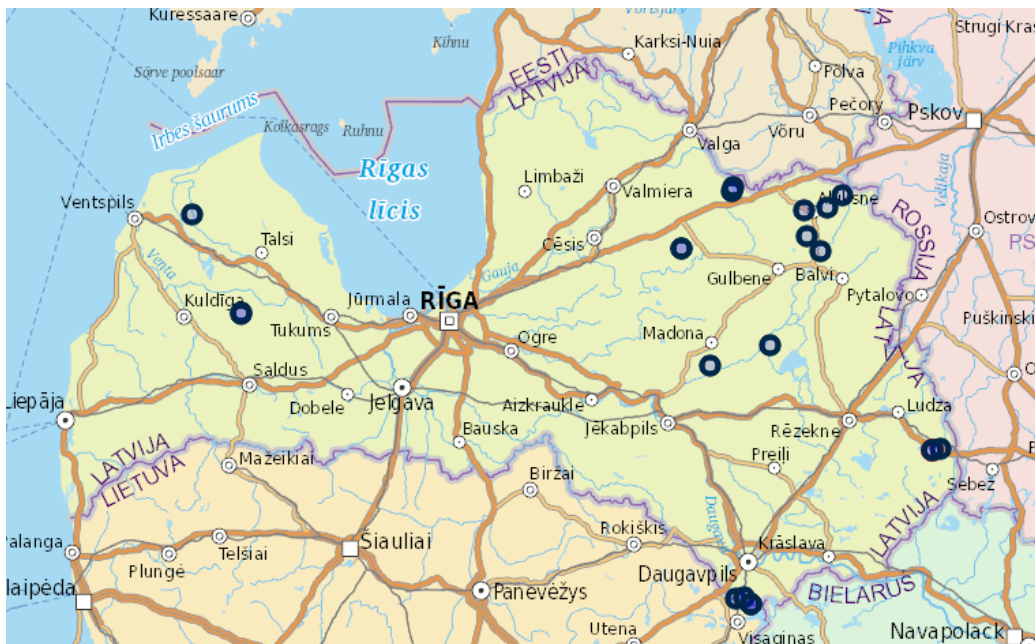 Kuressaare
Kihnu
Karksi-Nuia
Strugi Kras
Pihkva
järv
Sõrve poolsaar
EESTI
LATVIJA
Põlva
Pečory
Pskov
Irbes šaurums
Kolkasrags
Ruhnu
Võru
Valga
Velikaja
Rīgas
līcis
Limbaži
Valmiera
Ventspils
Talsi
Cēsis
Gauja
ROSSIJA
LATVIJA
Ostrov
Venta
Gulbene
Balvi
Pytalovo
Kuldīga
Jūrmala
RĪGA
Tukums
Puškinski
Madona
Ogre
Saldus
Dobele
Jelgava
Aizkraukle
Liepāja
Jēkabpils
Rēzekne
Ludza
Bauska
LATVIJA
LIETUVA
Mažeikiai
Biržai
Preiļi
Sebež
LATVIJA
BIELARUS
Rokiškis
Krāslava
Šiauliai
Telšiai
Plungė
Daugavpils
Panevėžys
Utena
Visaginas
Navapolack